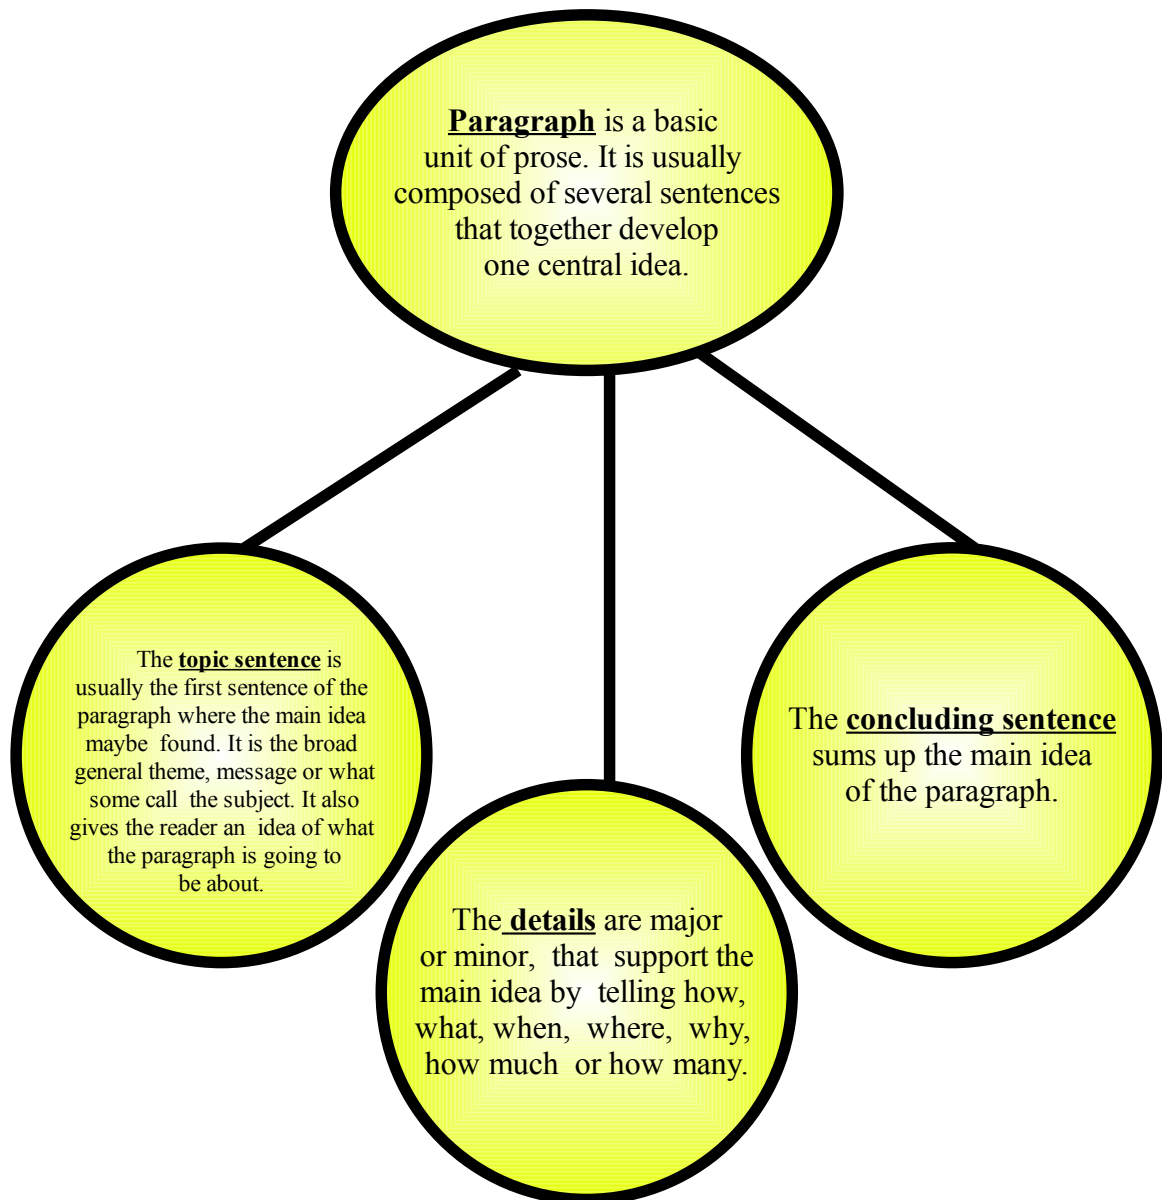 Paragraph is a basic
unit of prose. It is usually
composed of several sentences
that together develop
one central idea.
The topic sentence is
usually the first sentence of the
paragraph where the main idea
maybe found. It is the broad
general theme, message or what
some call the subject. It also
gives the reader an idea of what
the paragraph is going to
be about.
The details are major
or minor, that support the
main idea by telling how,
what, when, where, why,
how much or how many.
The concluding sentence
sums up the main idea
of the paragraph.